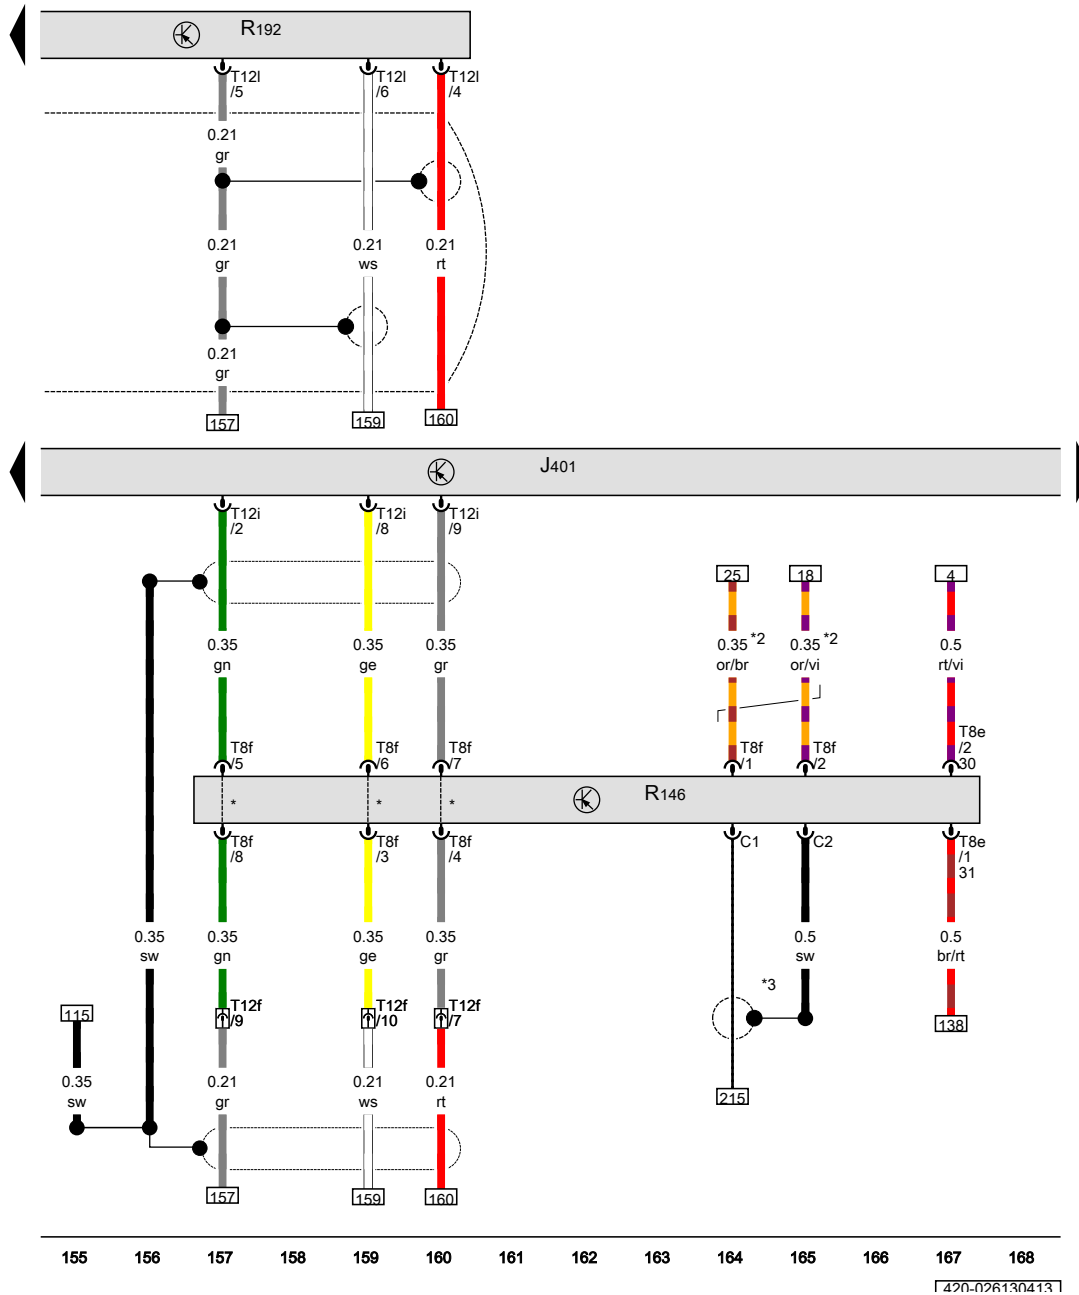 R192
T12l T12l T12l
/5 /6 /4
0.21
gr
0.21 0.21 0.21
gr ws rt
0.21
gr
157 159 160
J401
T12i T12i T12i
/2 /8 /9
25 18 4
0.35 0.35 0.35 0.35 *2 0.35 *2 0.5
gn ge gr or/br or/vi rt/vi
T8f T8f T8f T8f T8f T8e
/5 /6 /7 /1 /2 /2
30
R146
* * *
T8f T8f T8f C1 C2 T8e
/8 /3 /4 /1
31
0.35 0.35 0.35 0.35 0.5 0.5
sw gn ge gr sw br/rt
*3
T12f T12f T12f
/9 /10 /7
115 138
0.35 0.21 0.21 0.21 215
sw gr ws rt
157 159 160
155 156 157 158 159 160 161 162 163 164 165 166 167 168
420-026130413